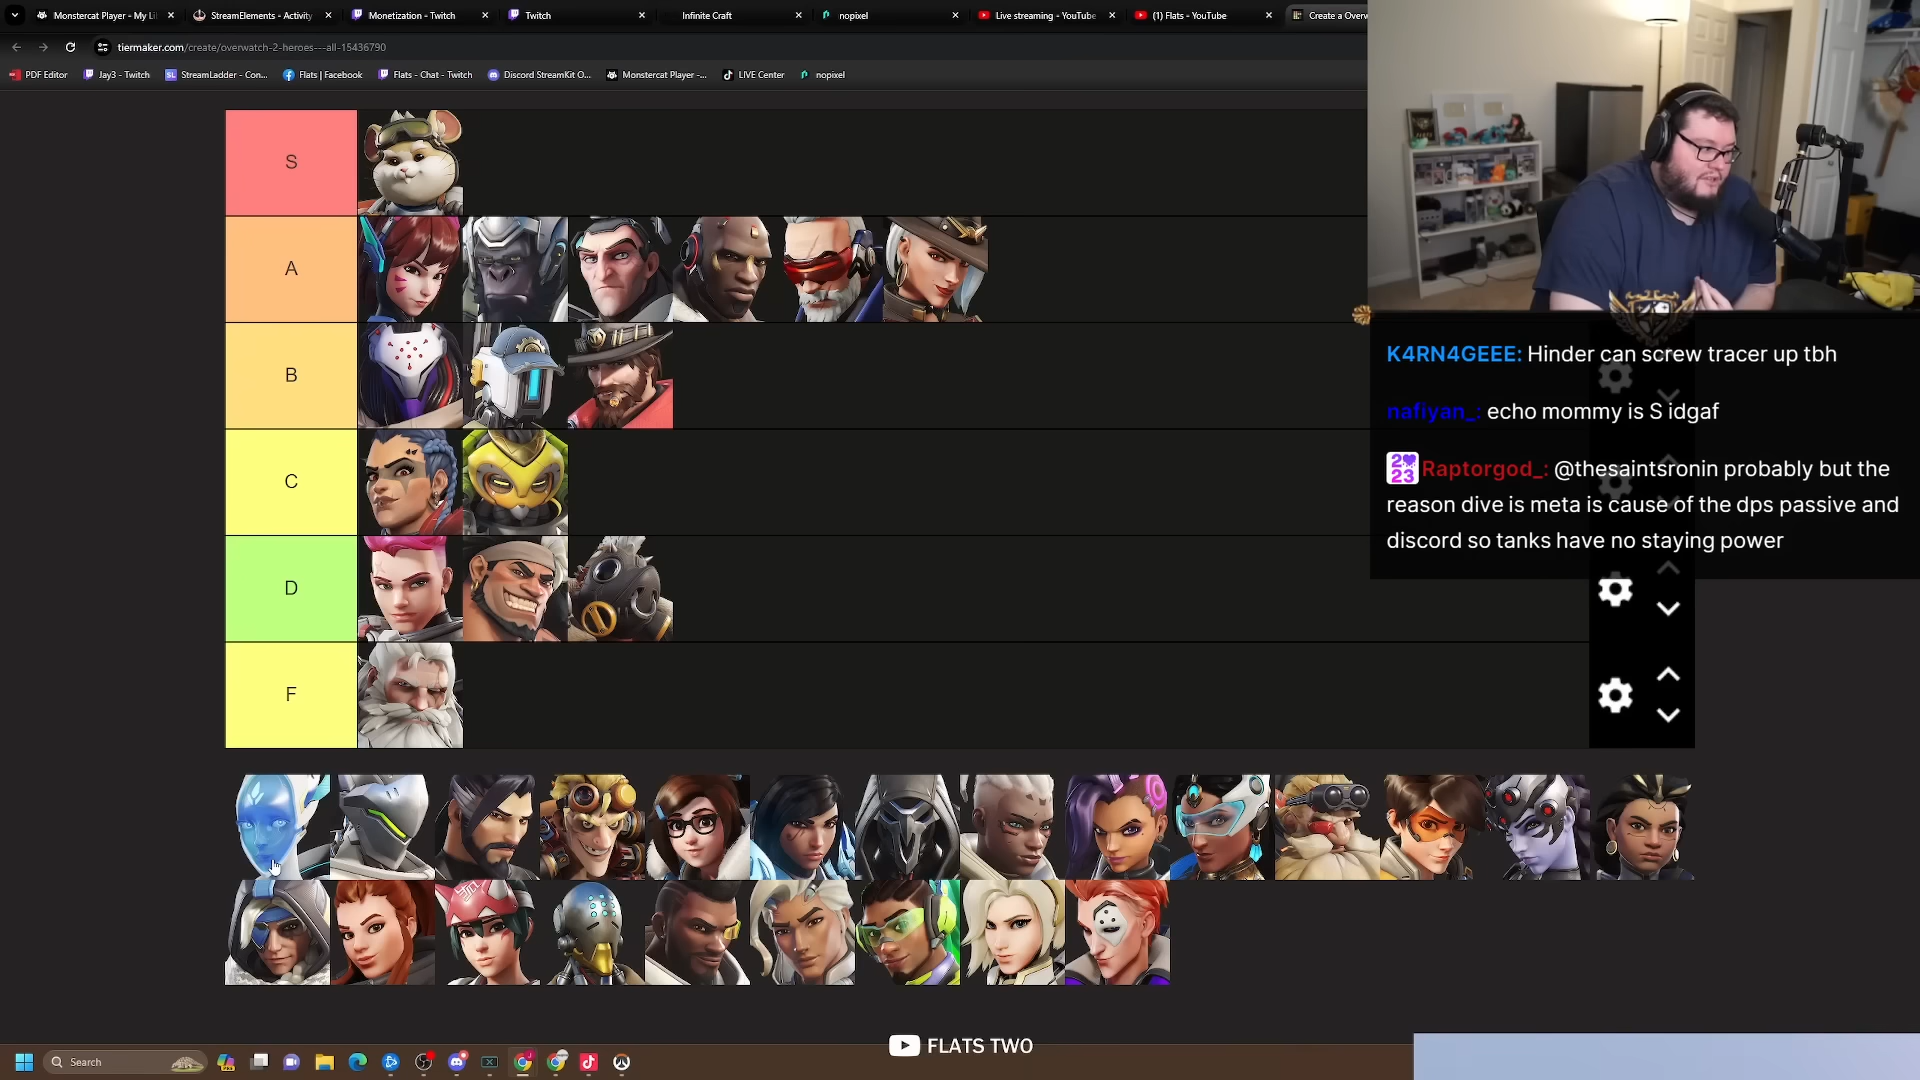 Monstercat Player - My Li
StreamElements - Activity
Monetization - Twitch
Twitch
Infinite Craft
nopixel
Live streaming - YouTube
(1) Flats - YouTube
Create a Overw
tiermaker.com/create/overwatch-2-heroes---all-15436790
PDF Editor
Jay3 - Twitch
StreamLadder - Con...
Flats | Facebook
Flats - Chat - Twitch
Discord StreamKit O...
Monstercat Player -...
LIVE Center
nopixel
S
A
B
C
D
F
K4RN4GEEE: Hinder can screw tracer up tbh
nafiyan_: echo mommy is S idgaf
2 23 Raptorgod_: @thesaintsronin probably but the
reason dive is meta is cause of the dps passive and
discord so tanks have no staying power
FLATS TWO
Search